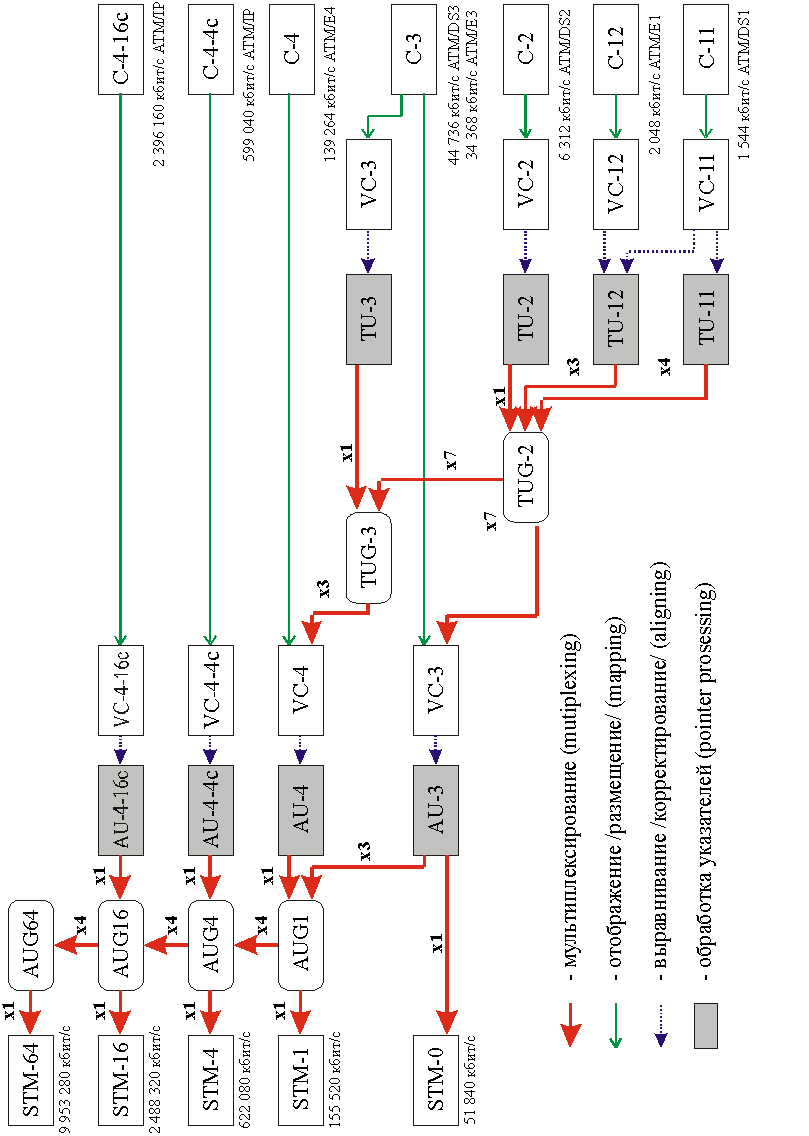 STM-64
x1
AUG64
9 953 280 кбит/с
x4
STM-16
x1
AUG16
x1
AU-4-16c
VC-4-16c
C-4-16c
2 488 320 кбит/с
2 396 160 кбит/с ATM/IP
x4
STM-4
x1
AUG4
x1
AU-4-4c
VC-4-4c
C-4-4c
622 080 кбит/с
599 040 кбит/с ATM/IP
x4
STM-1
x1
AUG1
x1
AU-4
VC-4
C-4
155 520 кбит/с
139 264 кбит/с ATM/E4
x3
x3
TUG-3
x1
TU-3
VC-3
STM-0
x1
AU-3
VC-3
C-3
51 840 кбит/с
44 736 кбит/с ATM/DS3
34 368 кбит/с ATM/E3
x7
x7
TUG-2
x1
TU-2
VC-2
C-2
6 312 кбит/с ATM/DS2
x3
TU-12
VC-12
C-12
2 048 кбит/с ATM/E1
x4
TU-11
VC-11
C-11
1 544 кбит/с ATM/DS1
- мультиплексирование (mutiplexing)
- отображение /размещение/ (mapping)
- выравнивание /корректирование/ (aligning)
- обработка указателей (pointer prosessing)